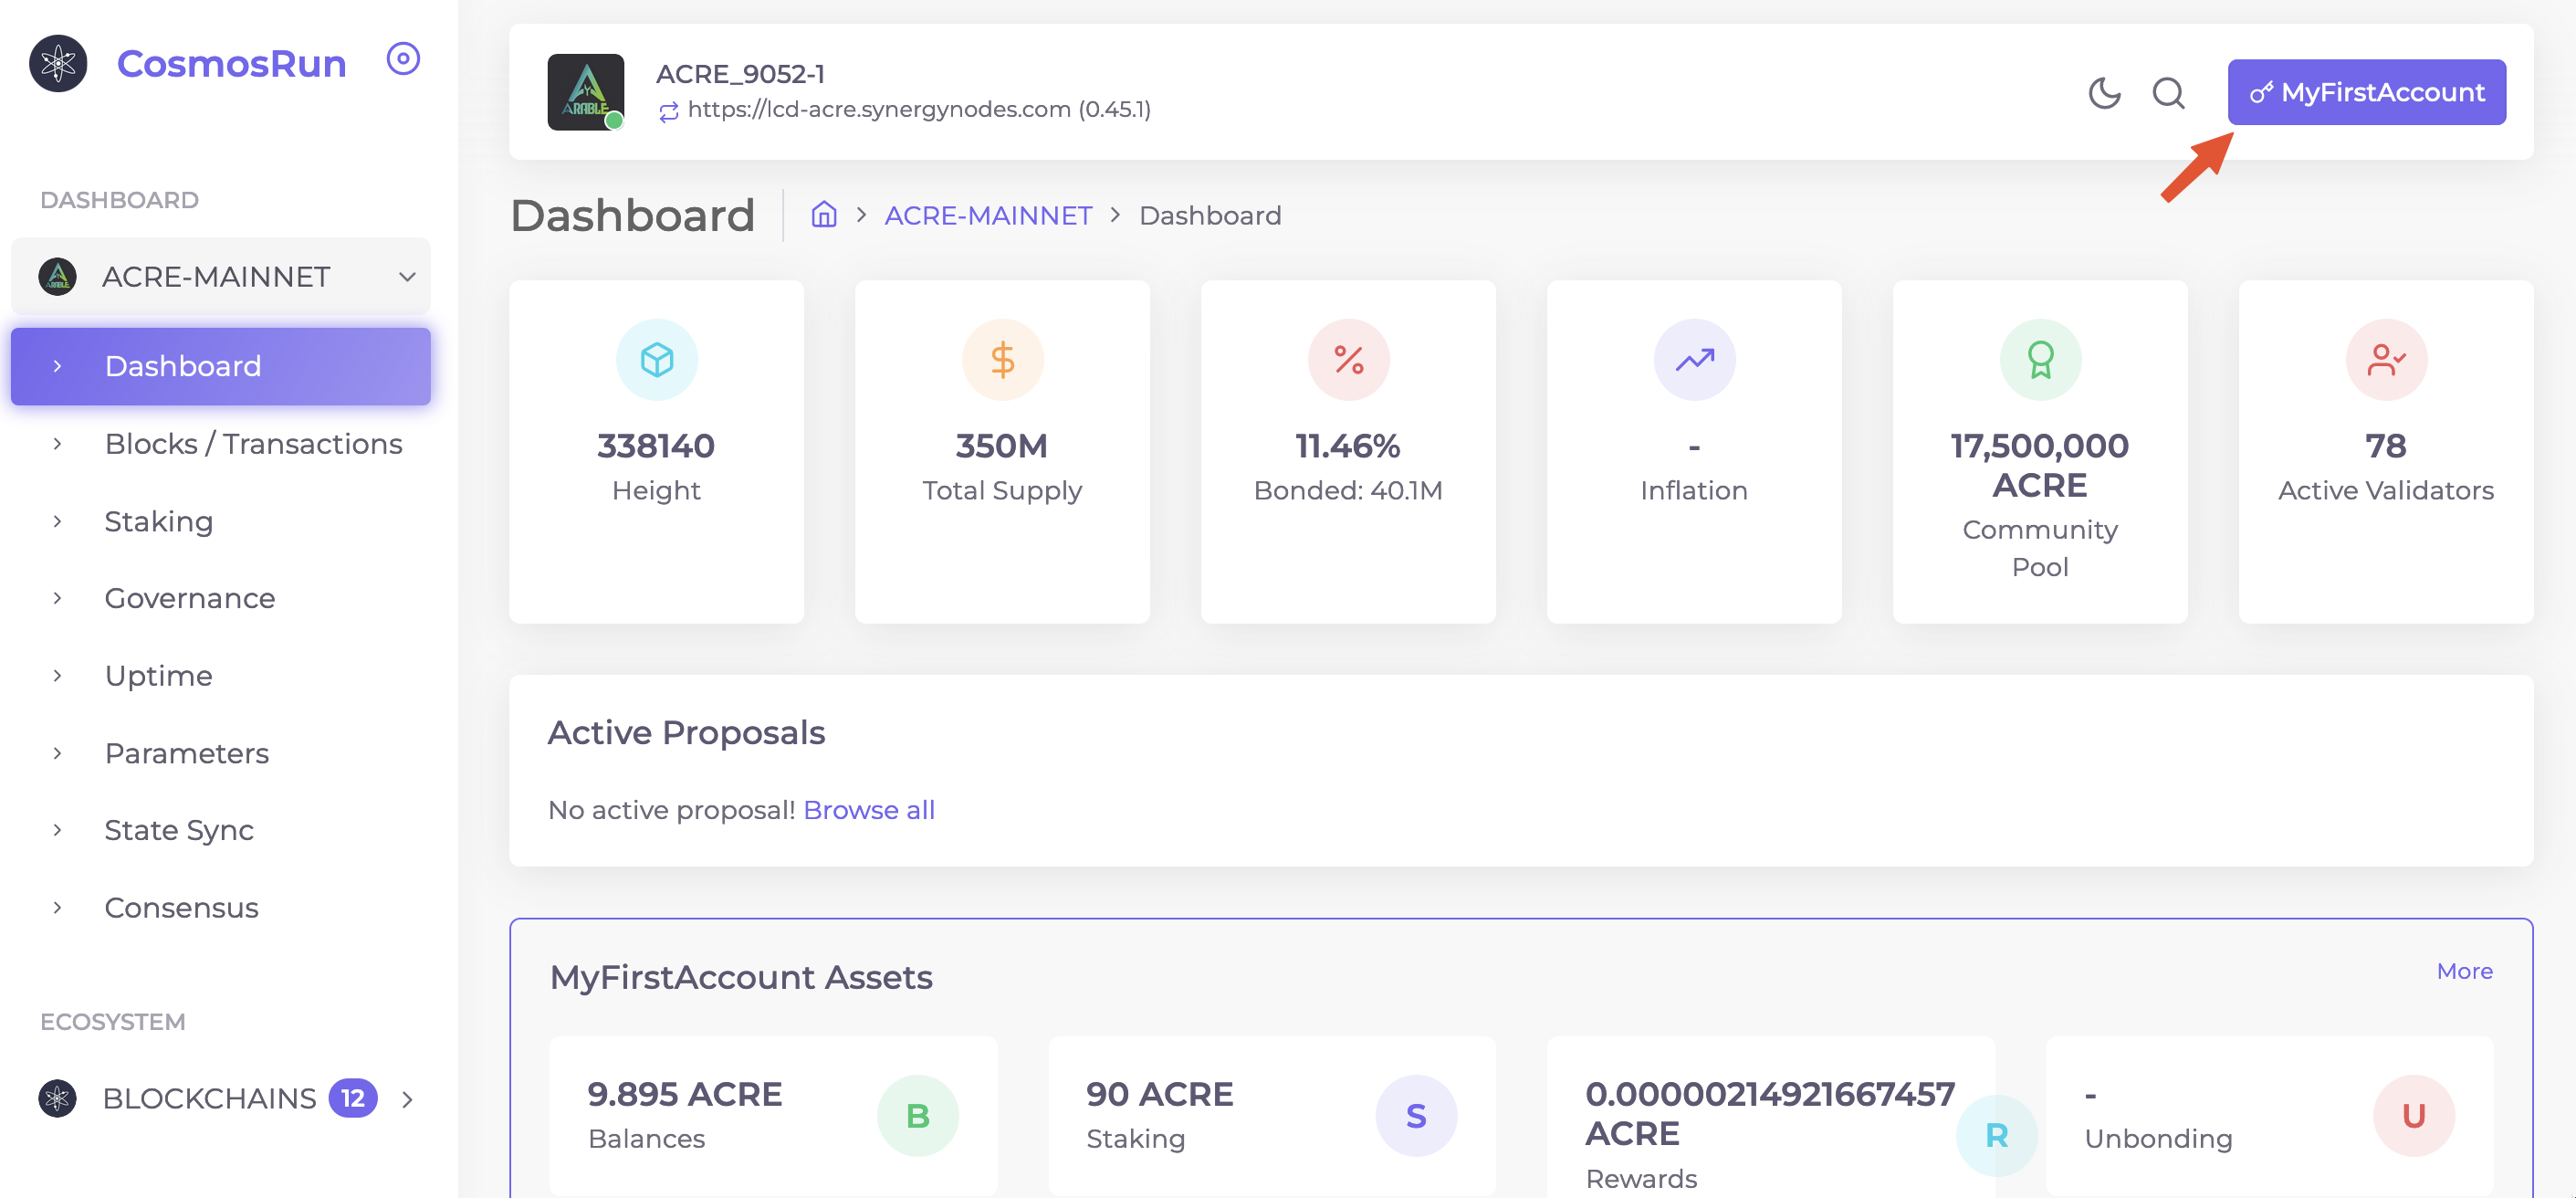 CosmosRun
DASHBOARD
ACRE-MAINNET
Dashboard
Blocks / Transactions
Staking
Governance
Uptime
Parameters
State Sync
Consensus
ECOSYSTEM
BLOCKCHAINS 12
ARABLE
ACRE_9052-1
https://lcd-acre.synergynodes.com (0.45.1)
MyFirstAccount
Dashboard
ACRE-MAINNET
Dashboard
338140
Height
350M
Total Supply
11.46%
Bonded: 40.1M
-
Inflation
17,500,000
ACRE
Community
Pool
78
Active Validators
Active Proposals
No active proposal! Browse all
MyFirstAccount Assets
More
9.895 ACRE
Balances
B
90 ACRE
Staking
S
0.000000214921667457
ACRE
Rewards
R
-
Unbonding
U